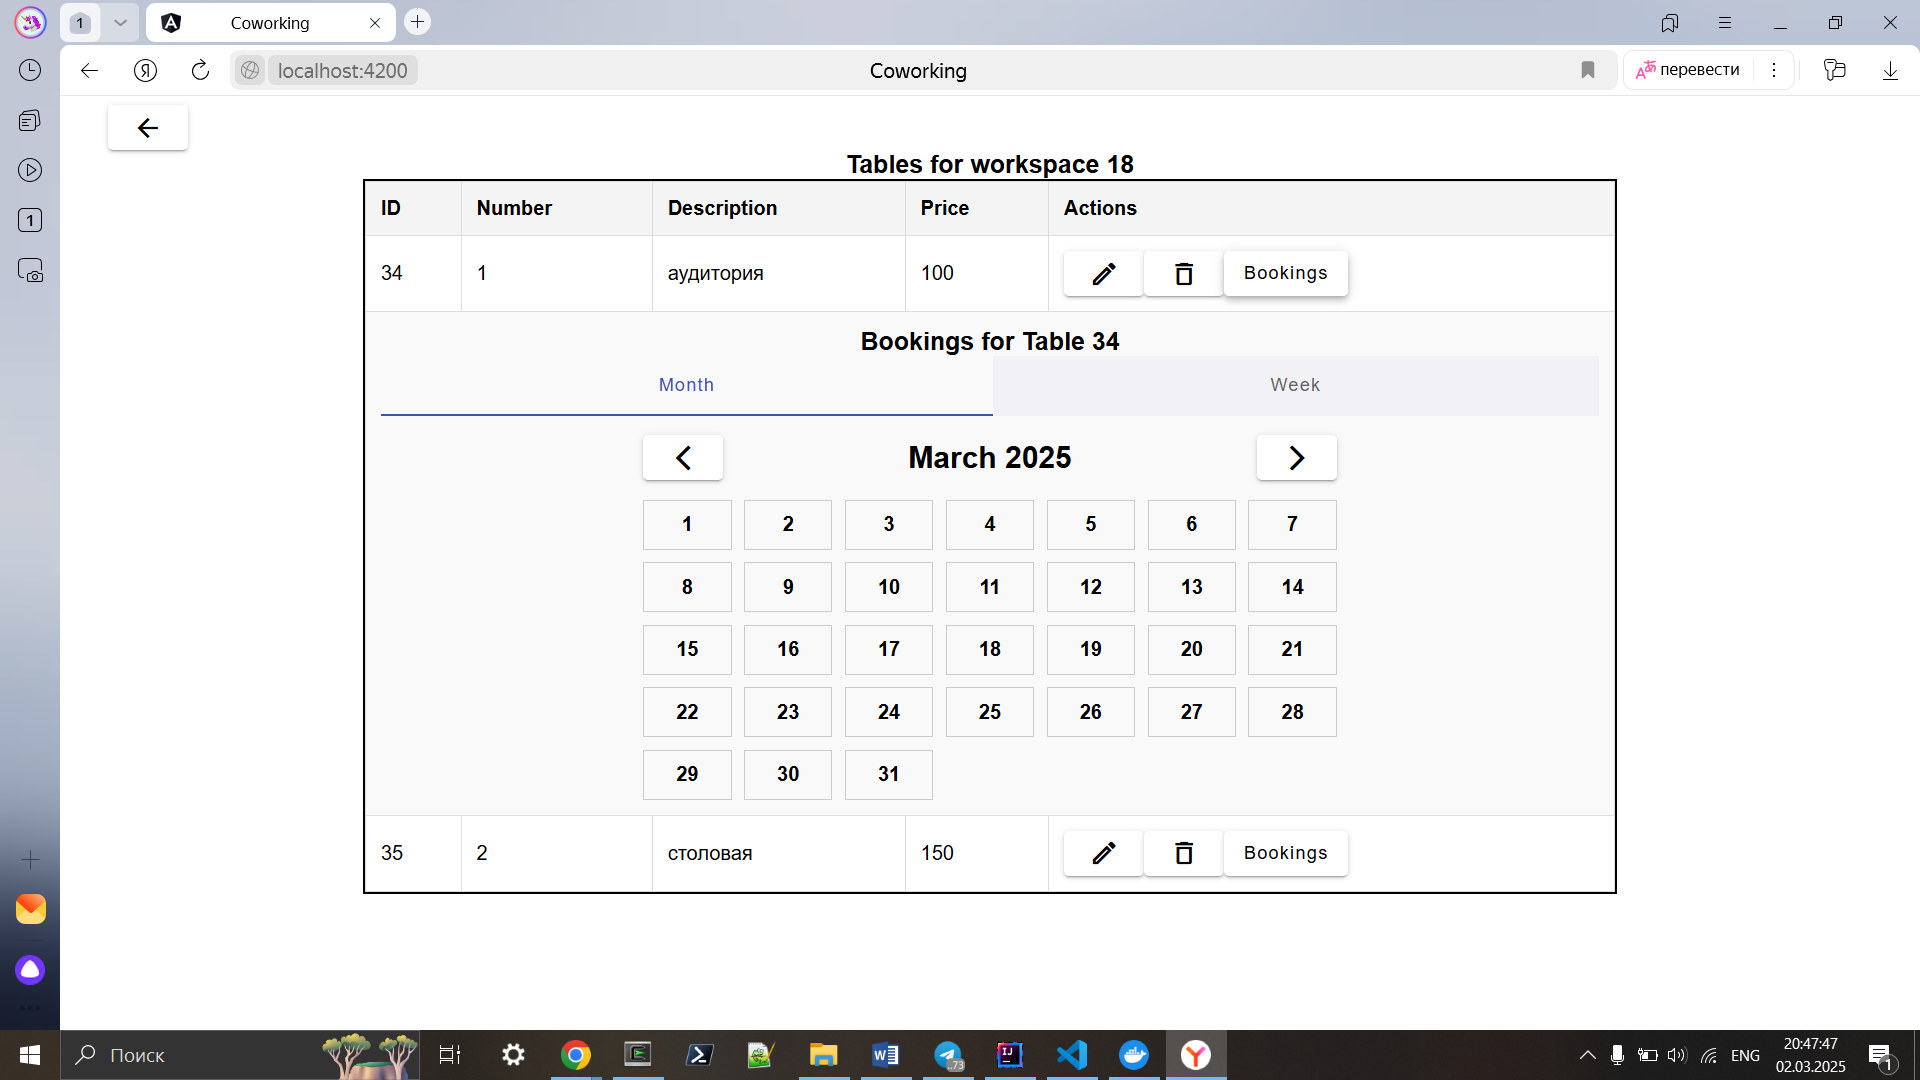 1
Coworking
localhost:4200
Coworking
перевести
1
Tables for workspace 18
ID Number Description Price Actions
34 1 аудитория 100 Bookings
Bookings for Table 34
Month Week
March 2025
1 2 3 4 5 6 7
8 9 10 11 12 13 14
15 16 17 18 19 20 21
22 23 24 25 26 27 28
29 30 31
35 2 столовая 150 Bookings
Поиск
73
ENG
20:47:47
02.03.2025
1